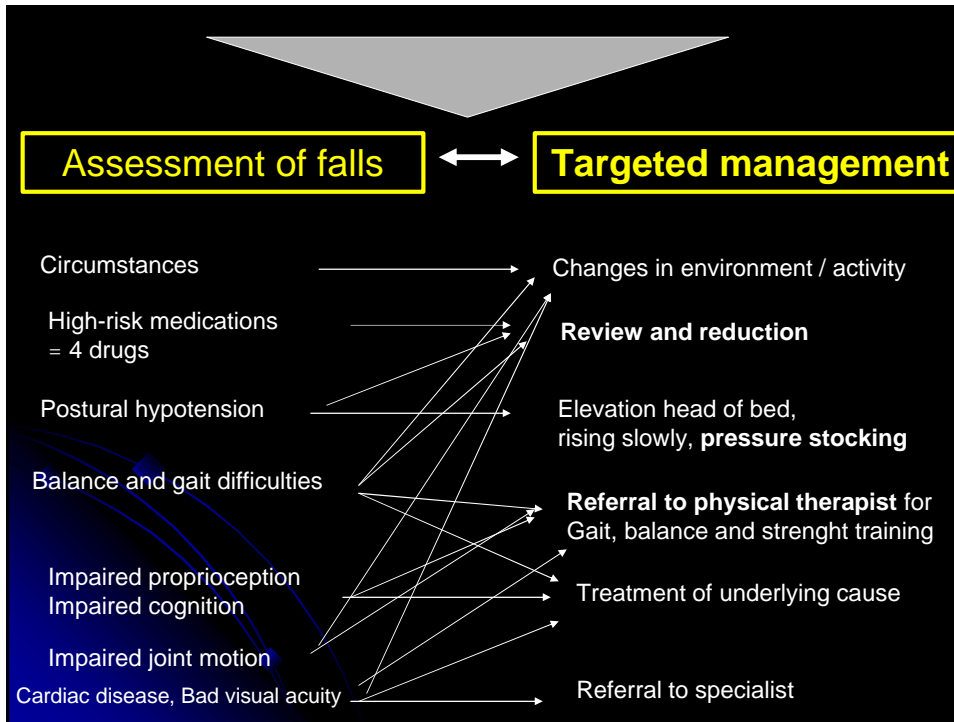 Assessment of falls
Targeted management
Circumstances
Changes in environment / activity
High-risk medications
= 4 drugs
Review and reduction
Postural hypotension
Elevation head of bed,
rising slowly, pressure stocking
Balance and gait difficulties
Referral to physical therapist for
Gait, balance and strenght training
Impaired proprioception
Impaired cognition
Treatment of underlying cause
Impaired joint motion
Cardiac disease, Bad visual acuity
Referral to specialist